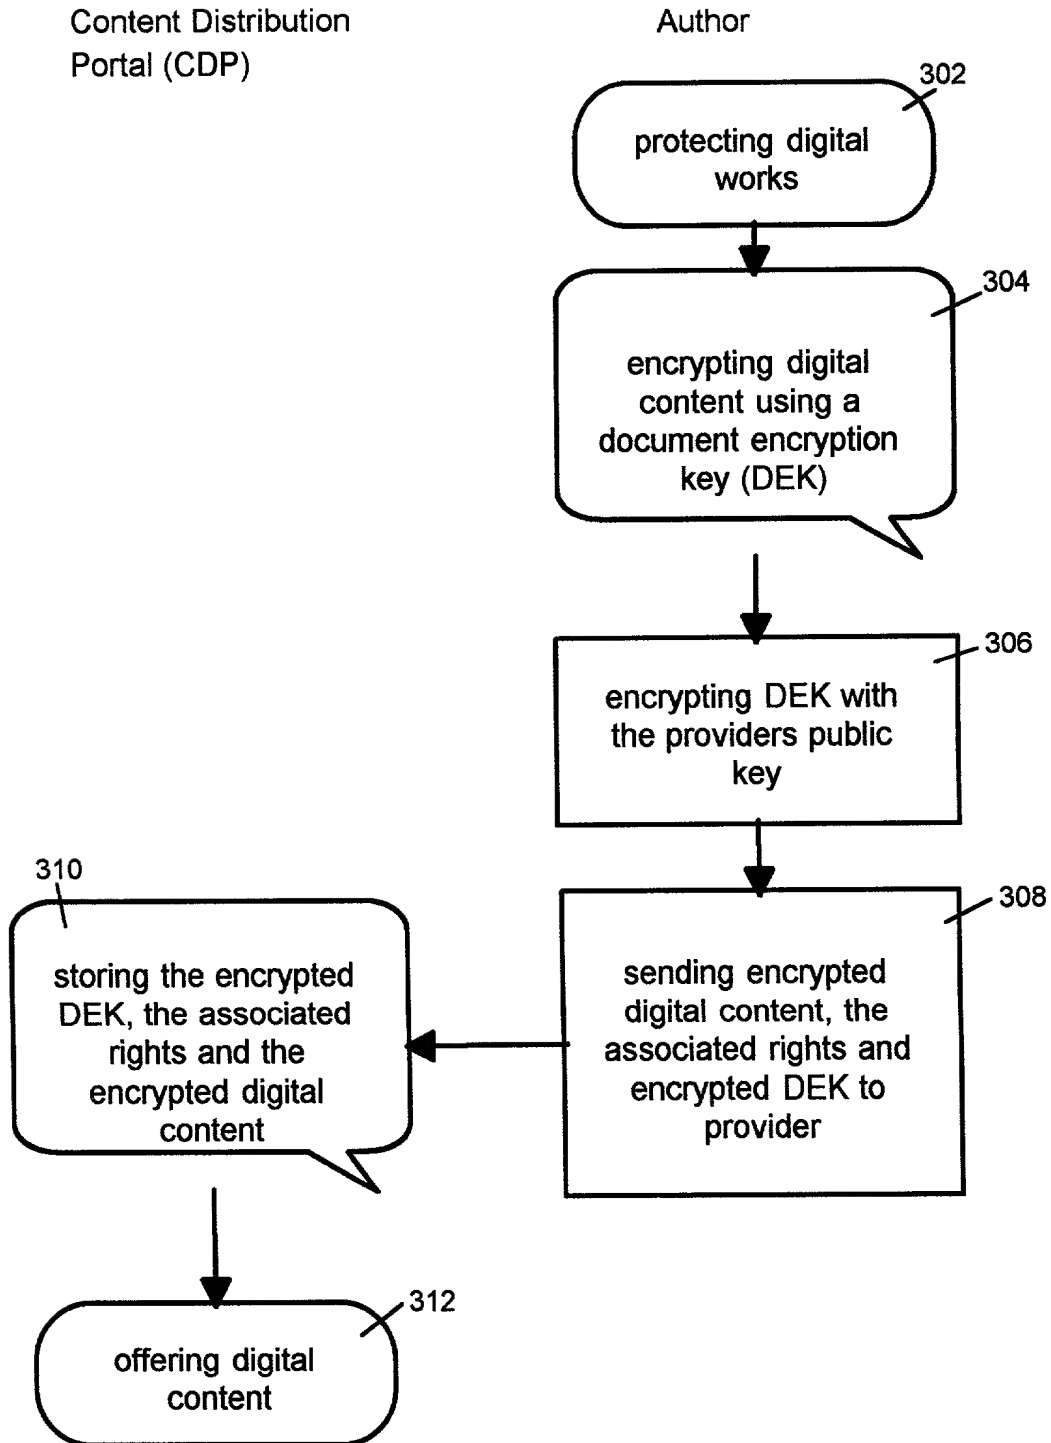 Content Distribution
Portal (CDP)
Author
302
protecting digital
works
304
encrypting digital
content using a
document encryption
key (DEK)
306
encrypting DEK with
the providers public
key
308
sending encrypted
digital content, the
associated rights and
encrypted DEK to
provider
310
storing the encrypted
DEK, the associated
rights and the
encrypted digital
content
312
offering digital
content